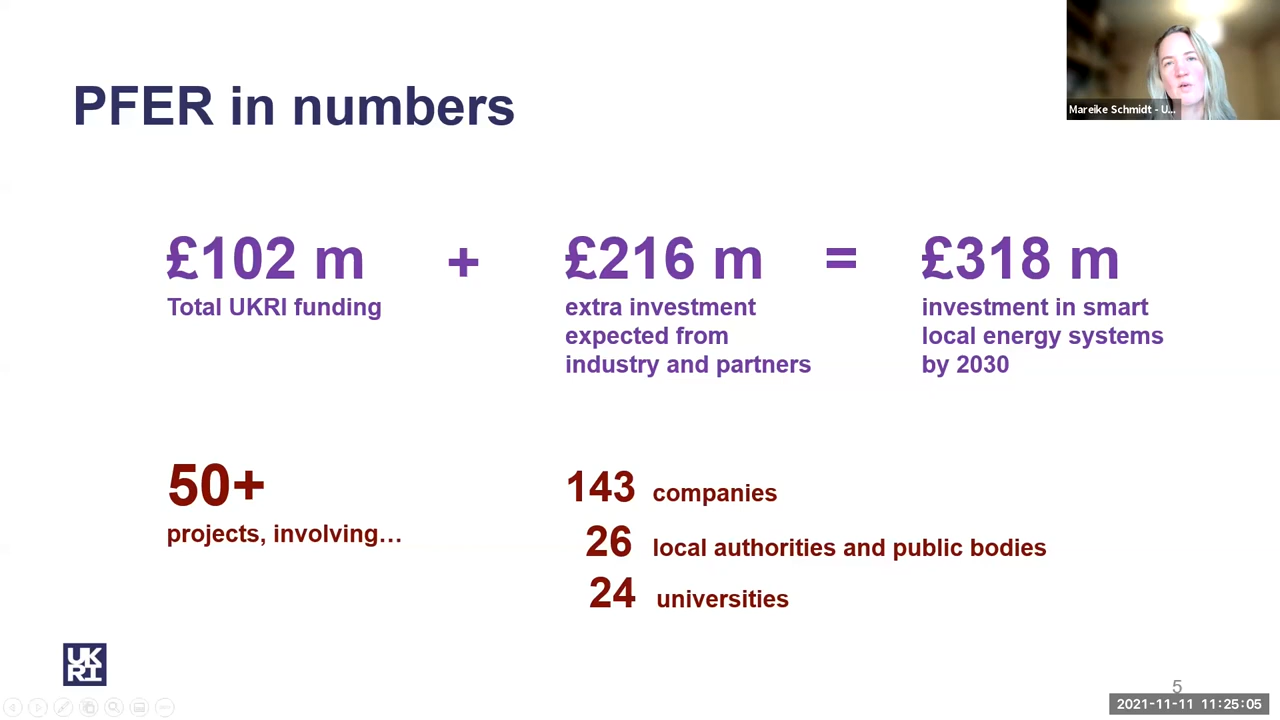 PFER in numbers
Mareike Schmidt - U...
£102 m + £216 m = £318 m
Total UKRI funding
extra investment
expected from
industry and partners
investment in smart
local energy systems
by 2030
50+
projects, involving…
143 companies
26 local authorities and public bodies
24 universities
UK
RI
5
2021-11-11 11:25:05